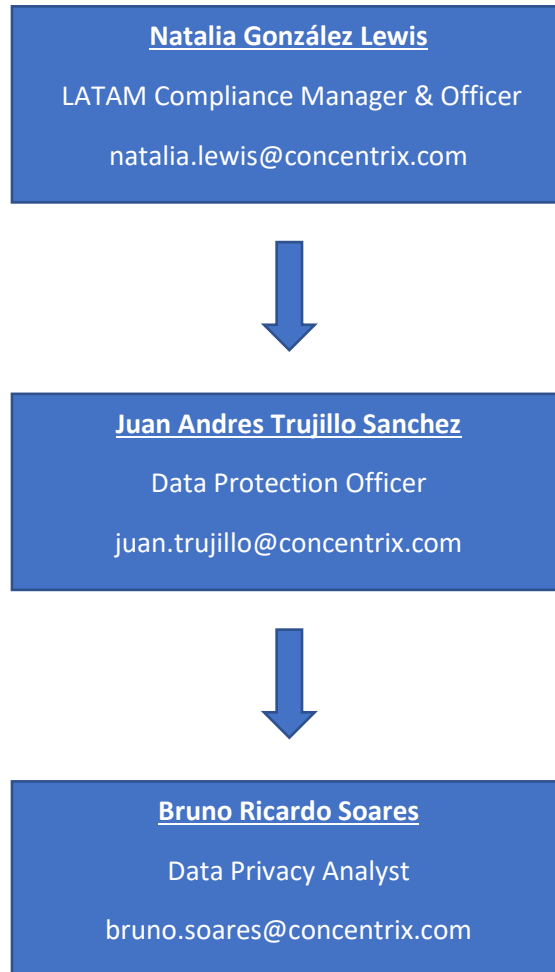 Natalia González Lewis
LATAM Compliance Manager & Officer
natalia.lewis@concentrix.com
Juan Andres Trujillo Sanchez
Data Protection Officer
juan.trujillo@concentrix.com
Bruno Ricardo Soares
Data Privacy Analyst
bruno.soares@concentrix.com